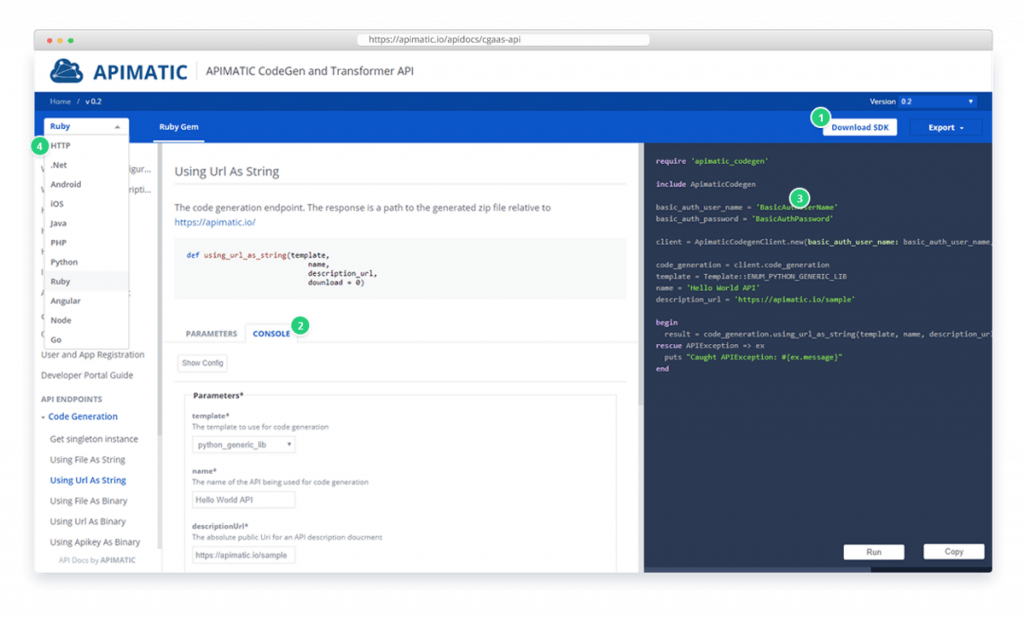 https://apimatic.io/apidocs/cgaas-api
APIMATIC
APIMATIC CodeGen and Transformer API
Home / v 0.2
Version 0.2
Ruby
Ruby Gem
1
Download SDK
Export
4
HTTP
.Net
Android
iOS
Java
PHP
Python
Ruby
Angular
Node
Go
User and App Registration
Developer Portal Guide
API ENDPOINTS
Code Generation
Get singleton instance
Using File As String
Using Url As String
Using File As Binary
Using Url As Binary
Using Apikey As Binary
API Docs by APIMATIC
Using Url As String
The code generation endpoint. The response is a path to the generated zip file relative to
https://apimatic.io/
def using_url_as_string(template,
name,
description_url,
download = 0)
PARAMETERS
CONSOLE
2
Show Config
Parameters*
template*
The template to use for code generation
python_generic_lib
name*
The name of the API being used for code generation
Hello World API
descriptionUrl*
The absolute public Uri for an API description doucment
https://apimatic.io/sample
require 'apimatic_codegen'
include ApimaticCodegen
3
basic_auth_user_name =
basic_auth_password = 'BasicAuthPassword'
client = ApimaticCodegenClient.new(basic_auth_user_name: basic_auth_user_name,
code_generation = client.code_generation
template = Template::ENUM_PYTHON_GENERIC_LIB
name = 'Hello World API'
description_url = 'https://apimatic.io/sample'
begin
result = code_generation.using_url_as_string(template, name, description_url
rescue APIException => ex
puts "Caught APIException: #{ex.message}"
end
Run
Copy